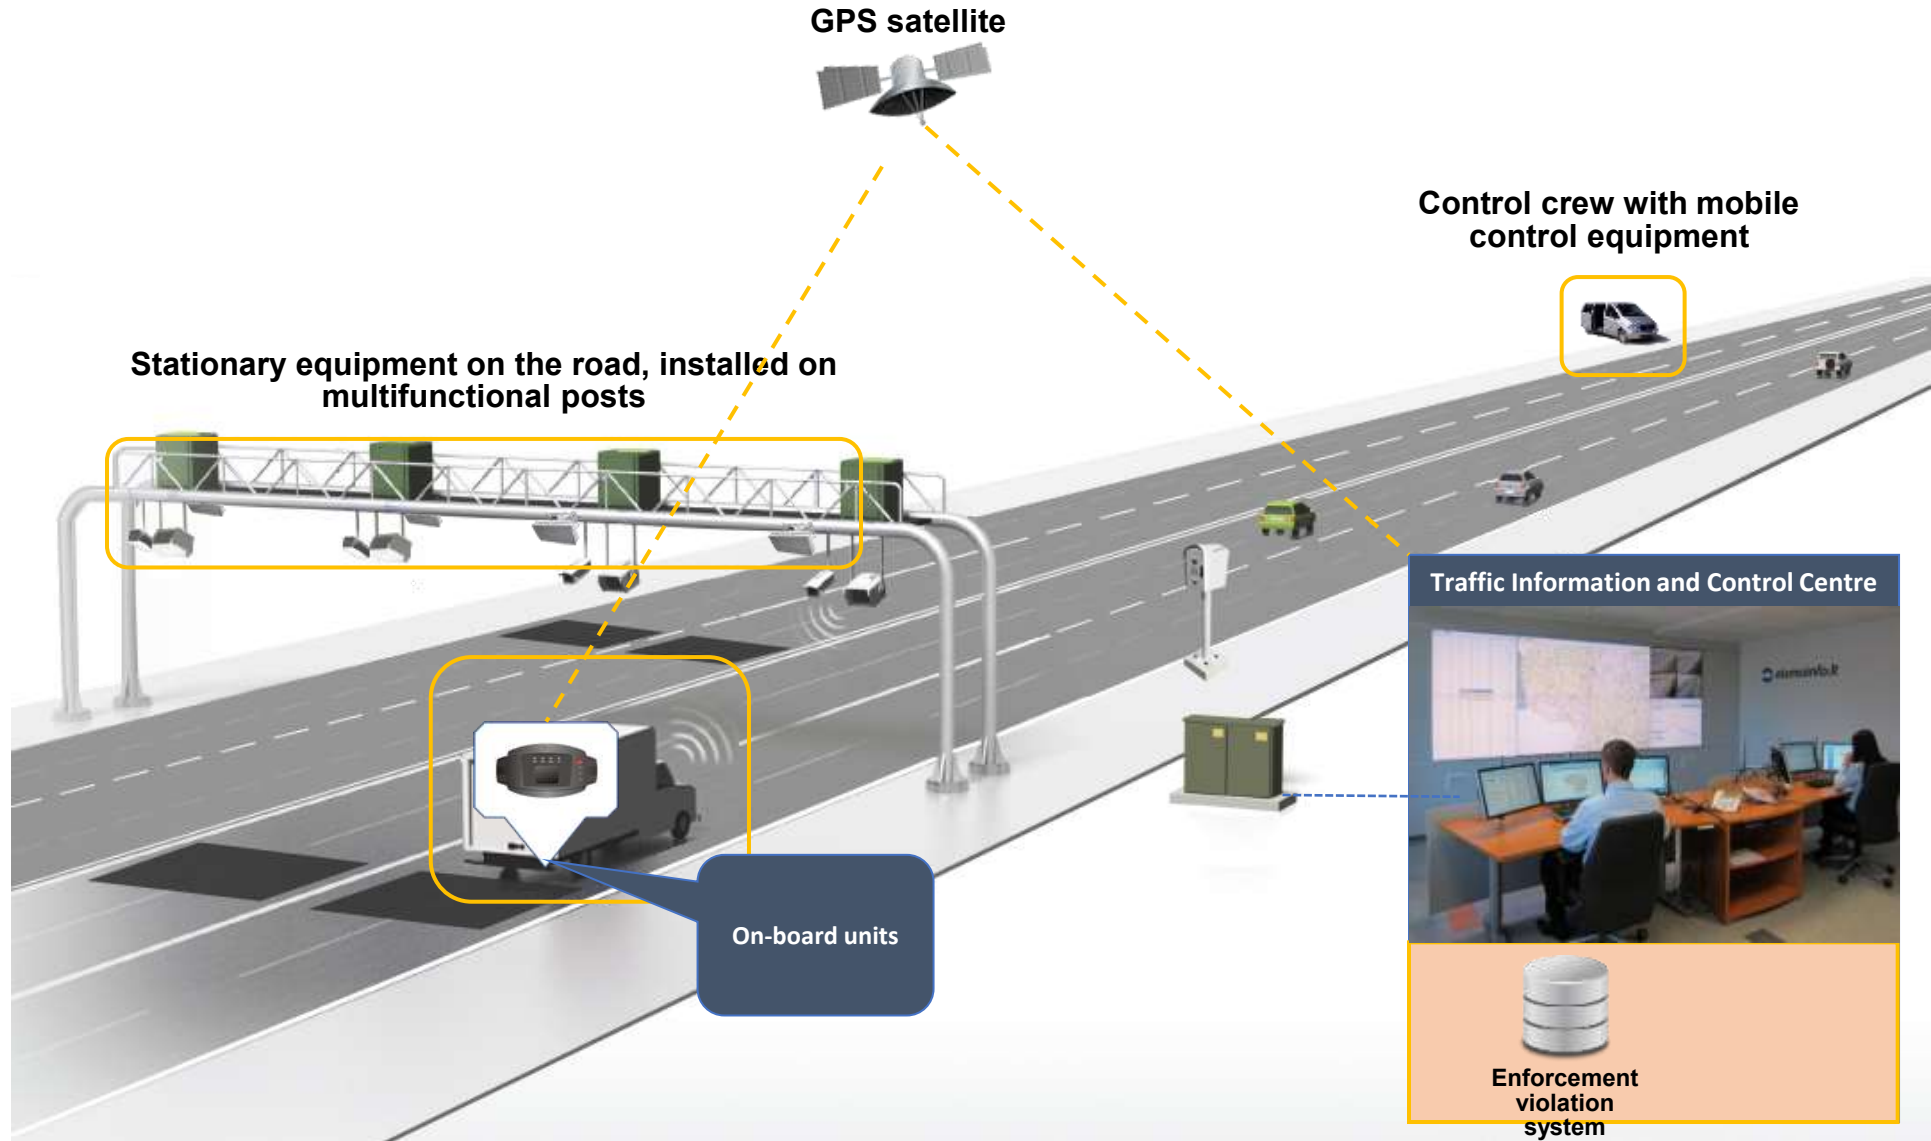 GPS satellite
Control crew with mobile
control equipment
Stationary equipment on the road, installed on
multifunctional posts
Traffic Information and Control Centre
On-board units
Enforcement
violation
system